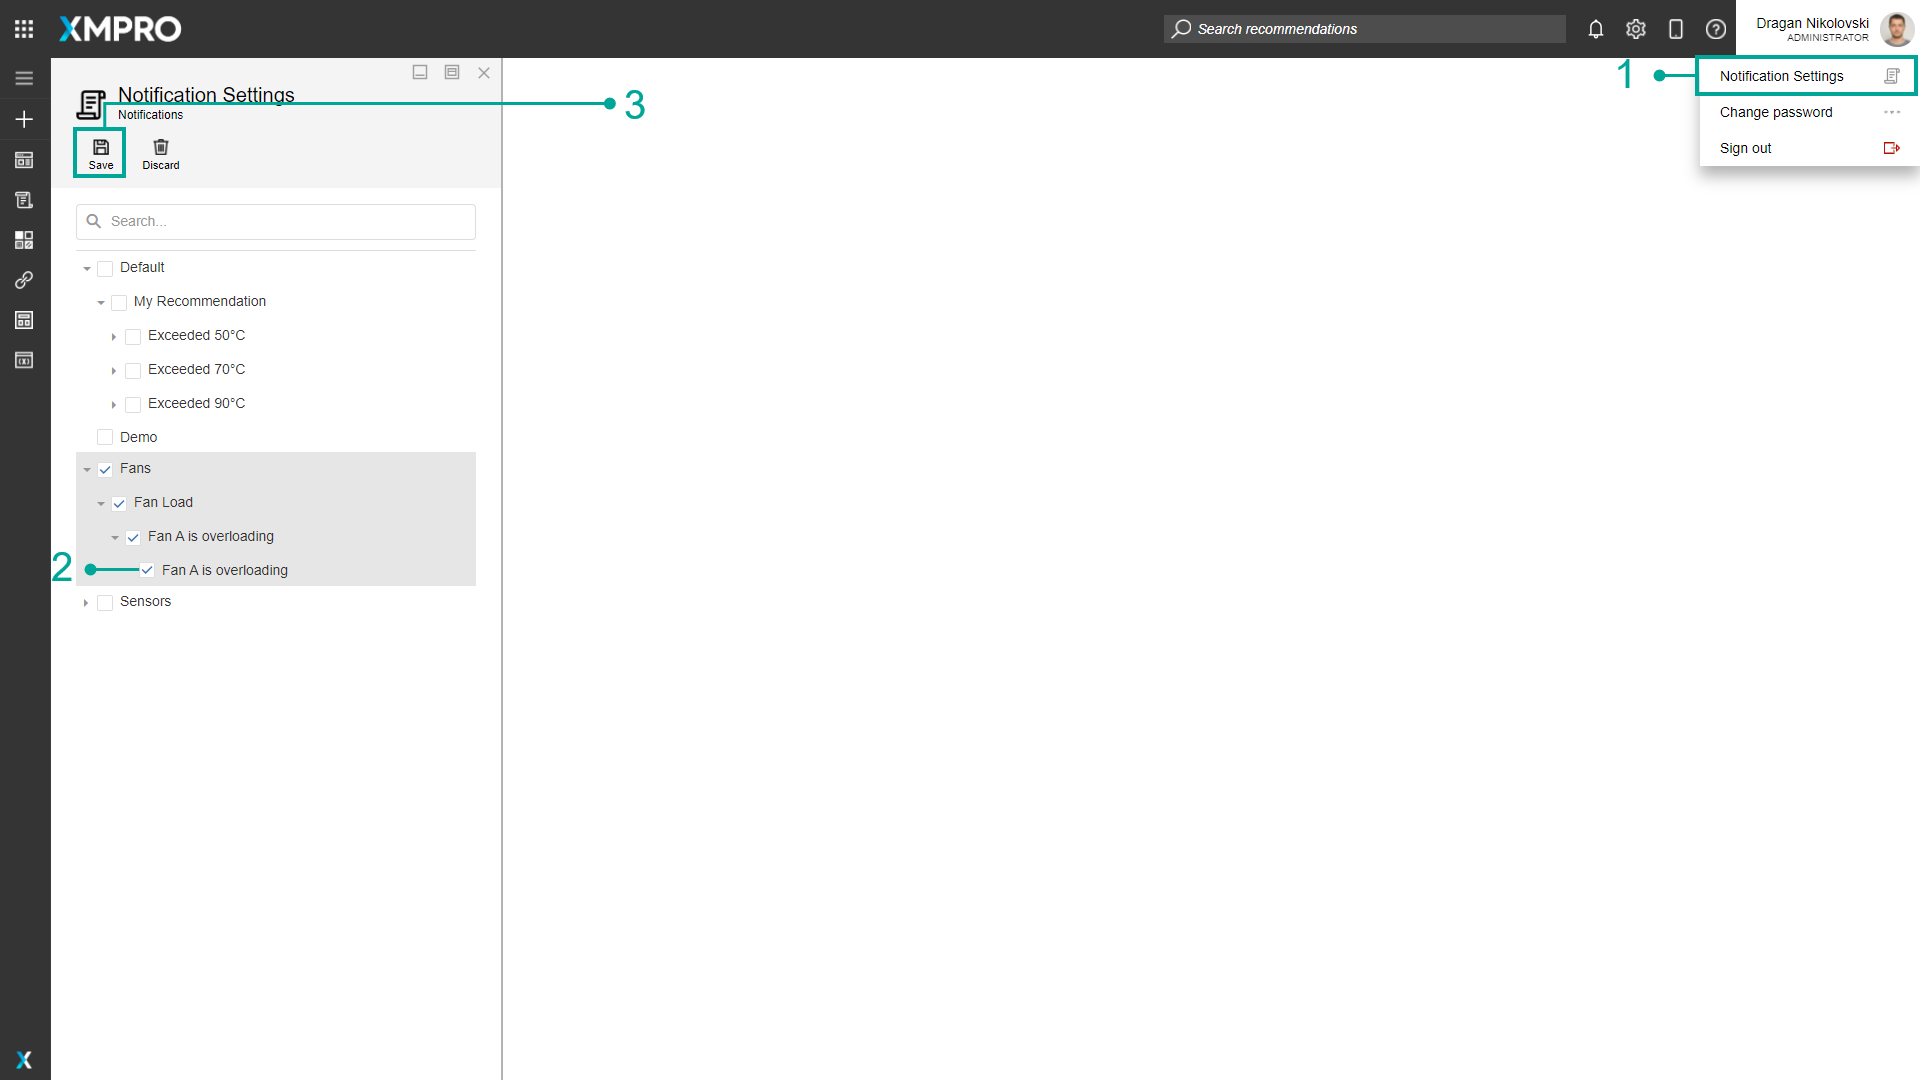 XMPRO
Search recommendations
Dragan Nikolovski
ADMINISTRATOR
1
Notification Settings
Change password
Sign out
Notification Settings
Notifications
3
Save
Discard
Search...
Default
My Recommendation
Exceeded 50°C
Exceeded 70°C
Exceeded 90°C
Demo
Fans
Fan Load
Fan A is overloading
2
Fan A is overloading
Sensors